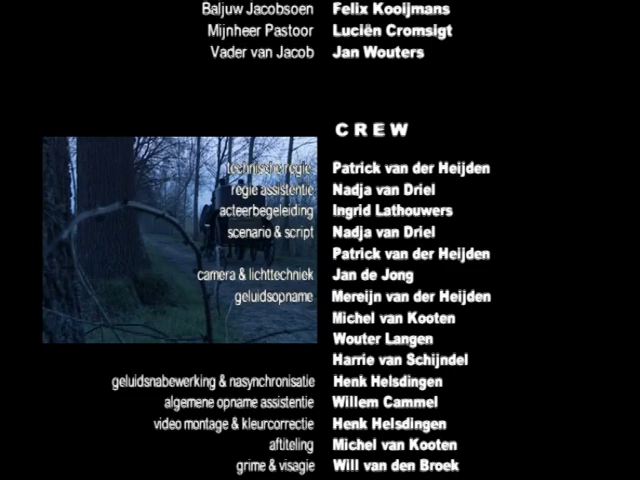 Baljuw Jacobsoen Felix Kooijmans
Mijnheer Pastoor Luciën Cromsigt
Vader van Jacob Jan Wouters
CREW
technische regie Patrick van der Heijden
regie assistentie Nadja van Driel
acteerbegeleiding Ingrid Lathouwers
scenario & script Nadja van Driel
Patrick van der Heijden
camera & lichttechniek Jan de Jong
geluidsopname Mereijn van der Heijden
Michel van Kooten
Wouter Langen
Harrie van Schijndel
geluidsnabewerking & nasynchronisatie Henk Helsdingen
algemene opname assistentie Willem Cammel
video montage & kleurcorrectie Henk Helsdingen
aftiteling Michel van Kooten
grime & visagie Will van den Broek